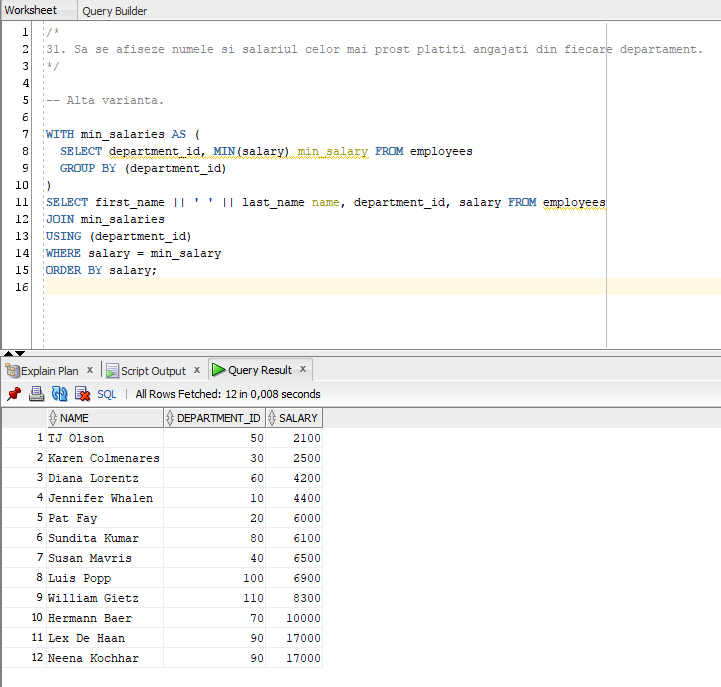 Worksheet Query Builder
1 /*
2 31. Sa se afiseze numele si salariul celor mai prost platiti angajati din fiecare departament.
3 */
4
5 -- Alta varianta.
6
7 WITH min_salaries AS (
8 SELECT department_id, MIN(salary) min_salary FROM employees
9 GROUP BY (department_id)
10 )
11 SELECT first_name || ' ' || last_name name, department_id, salary FROM employees
12 JOIN min_salaries
13 USING (department_id)
14 WHERE salary = min_salary
15 ORDER BY salary;
16
Explain Plan x Script Output x Query Result x
SQL | All Rows Fetched: 12 in 0,008 seconds
NAME DEPARTMENT_ID SALARY
1 TJ Olson 50 2100
2 Karen Colmenares 30 2500
3 Diana Lorentz 60 4200
4 Jennifer Whalen 10 4400
5 Pat Fay 20 6000
6 Sundita Kumar 80 6100
7 Susan Mavris 40 6500
8 Luis Popp 100 6900
9 William Gietz 110 8300
10 Hermann Baer 70 10000
11 Lex De Haan 90 17000
12 Neena Kochhar 90 17000